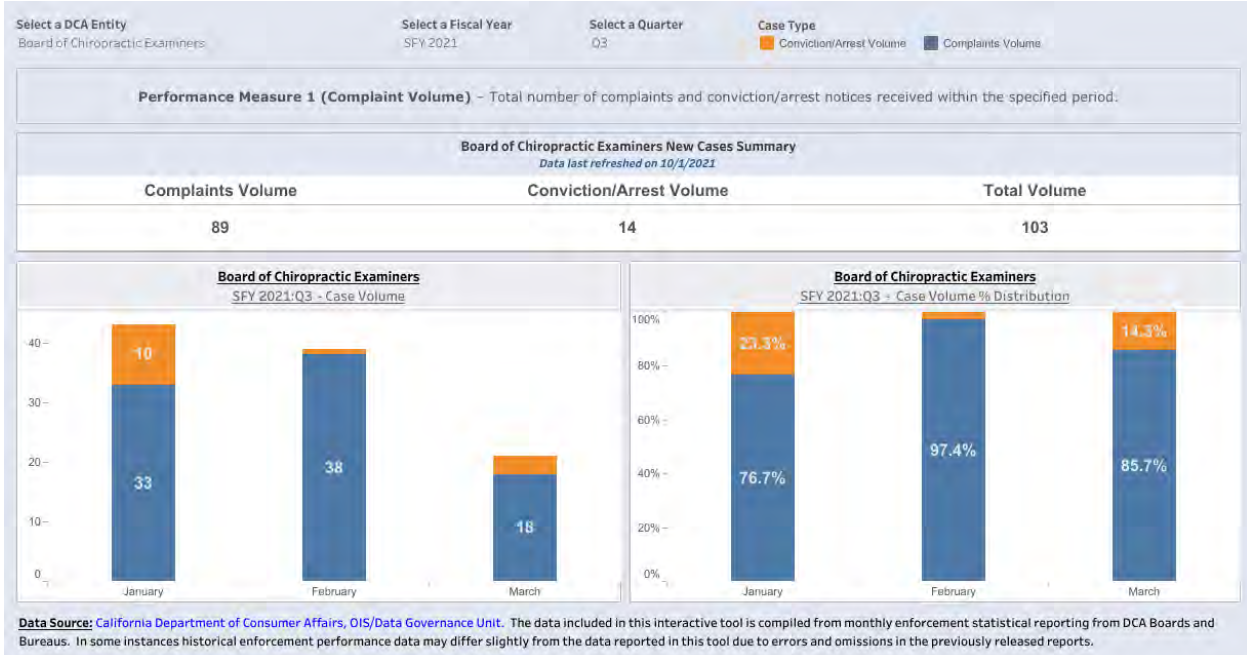 Select a DCA Entity Select a Fiscal Year Select a Quarter Case Type
Board of Chiropractic Examiners SFY 2021 Q3 Conviction/Arrest Volume Complaints Volume
Performance Measure 1 (Complaint Volume) - Total number of complaints and conviction/arrest notices received within the specified period.
Board of Chiropractic Examiners New Cases Summary
Data last refreshed on 10/1/2021
Complaints Volume Conviction/Arrest Volume Total Volume
89 14 103
Board of Chiropractic Examiners
SFY 2021:Q3 - Case Volume
40
30
20
10
0
10
33
38
18
January February March
Board of Chiropractic Examiners
SFY 2021:Q3 - Case Volume % Distribution
100%
80%
60%
40%
20%
0%
23.3%
76.7%
97.4%
14.3%
85.7%
January February March
Data Source: California Department of Consumer Affairs, OIS/Data Governance Unit. The data included in this interactive tool is compiled from monthly enforcement statistical reporting from DCA Boards and
Bureaus. In some instances historical enforcement performance data may differ slightly from the data reported in this tool due to errors and omissions in the previously released reports.